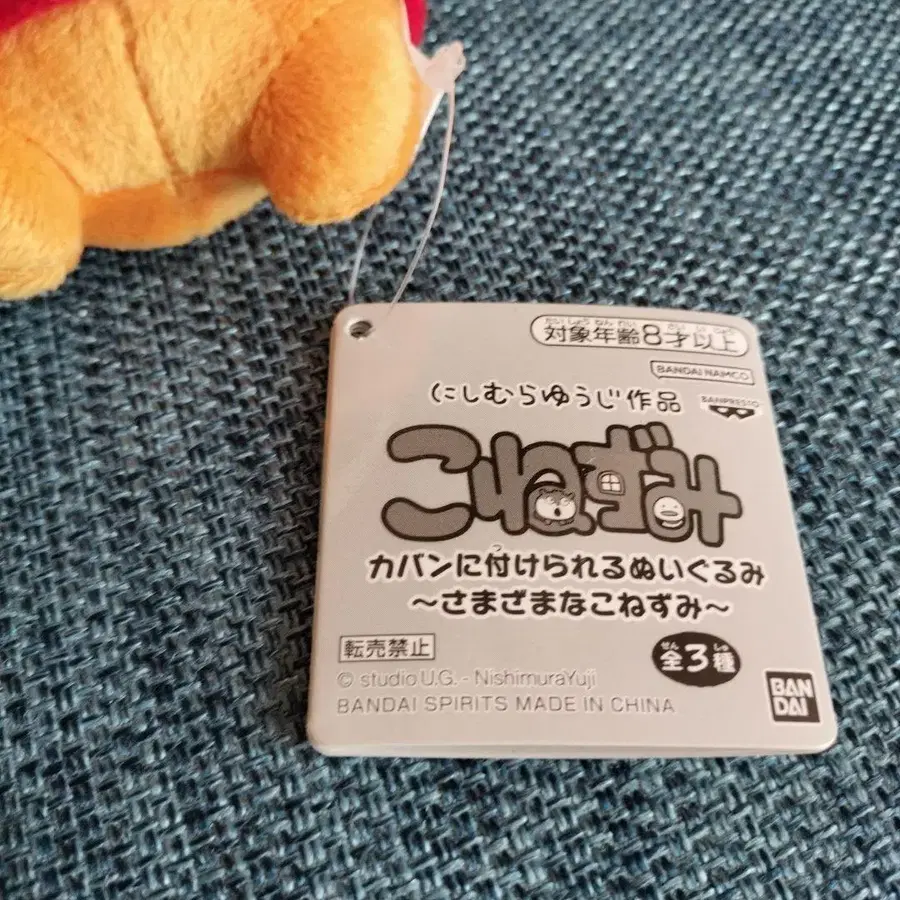 対象年齢8才以上
BANDAI NAMCO
にしむらゆうじ作品
BANPRESTO
こねずみ
カバンに付けられるぬいぐるみ
～さまざまなこねずみ～
転売禁止
全3種
© studio U.G. - NishimuraYuji
BANDAI SPIRITS MADE IN CHINA
BAN
DAI